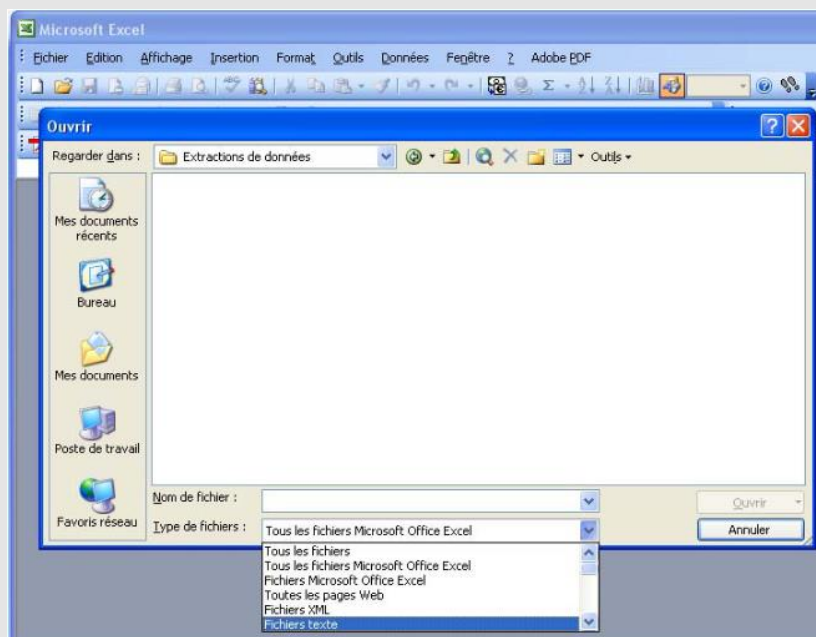 Microsoft Excel
Fichier Edition Affichage Insertion Format Outils Données Fenêtre ? Adobe PDF
Ouvrir
Regarder dans : Extractions de données Outils
Mes documents
récents
Bureau
Mes documents
Poste de travail
Favoris réseau
Nom de fichier : Ouvrir
Type de fichiers : Tous les fichiers Microsoft Office Excel Annuler
Tous les fichiers
Tous les fichiers Microsoft Office Excel
Fichiers Microsoft Office Excel
Toutes les pages Web
Fichiers XML
Fichiers texte